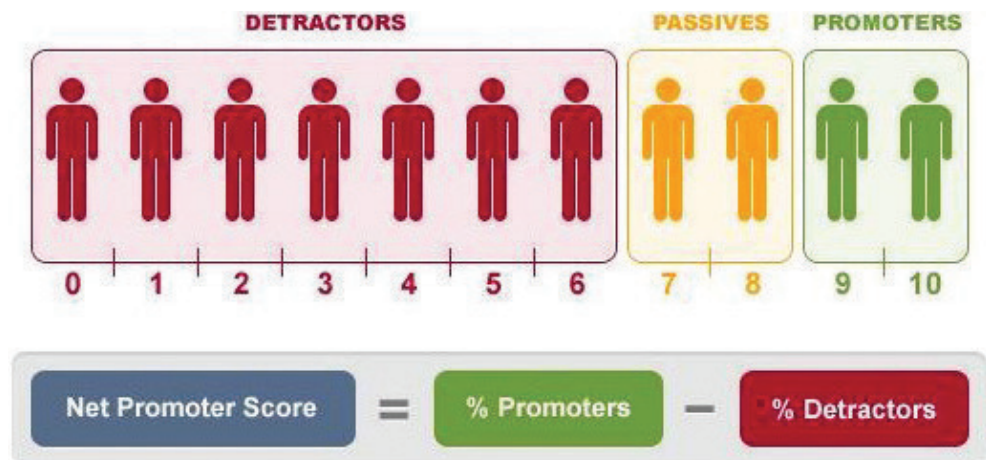 DETRACTORS PASSIVES PROMOTERS
0 1 2 3 4 5 6 7 8 9 10
Net Promoter Score = % Promoters − % Detractors